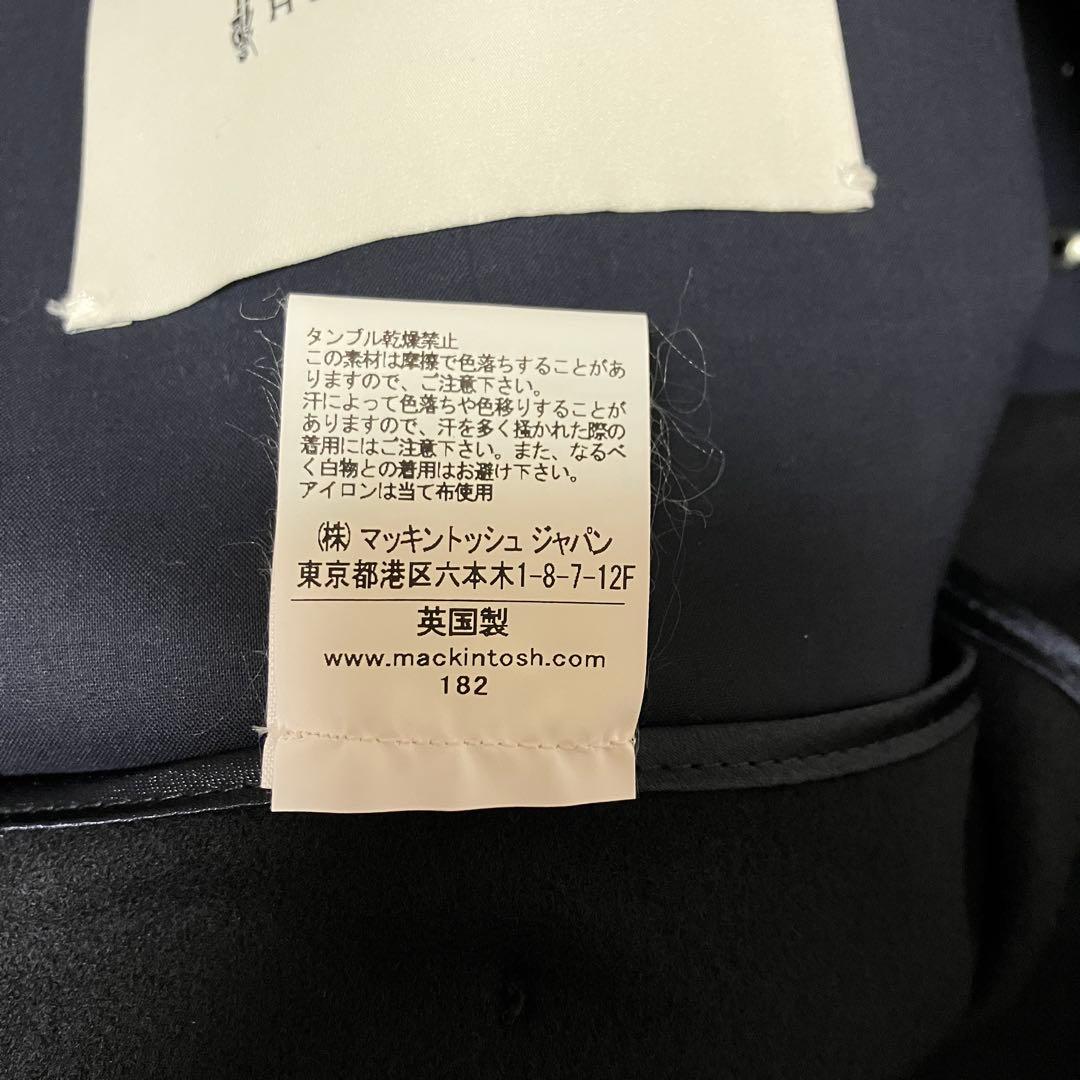 H
タンブル乾燥禁止
この素材は摩擦で色落ちすることがあ
りますので、ご注意下さい。
汗によって色落ちや色移りすることが
ありますので、汗を多く掻かれた際の
着用にはご注意下さい。また、なるべ
く白物との着用はお避け下さい。
アイロンは当て布使用
(株) マッキントッシュ ジャパン
東京都港区六本木1-8-7-12F
英国製
www.mackintosh.com
182